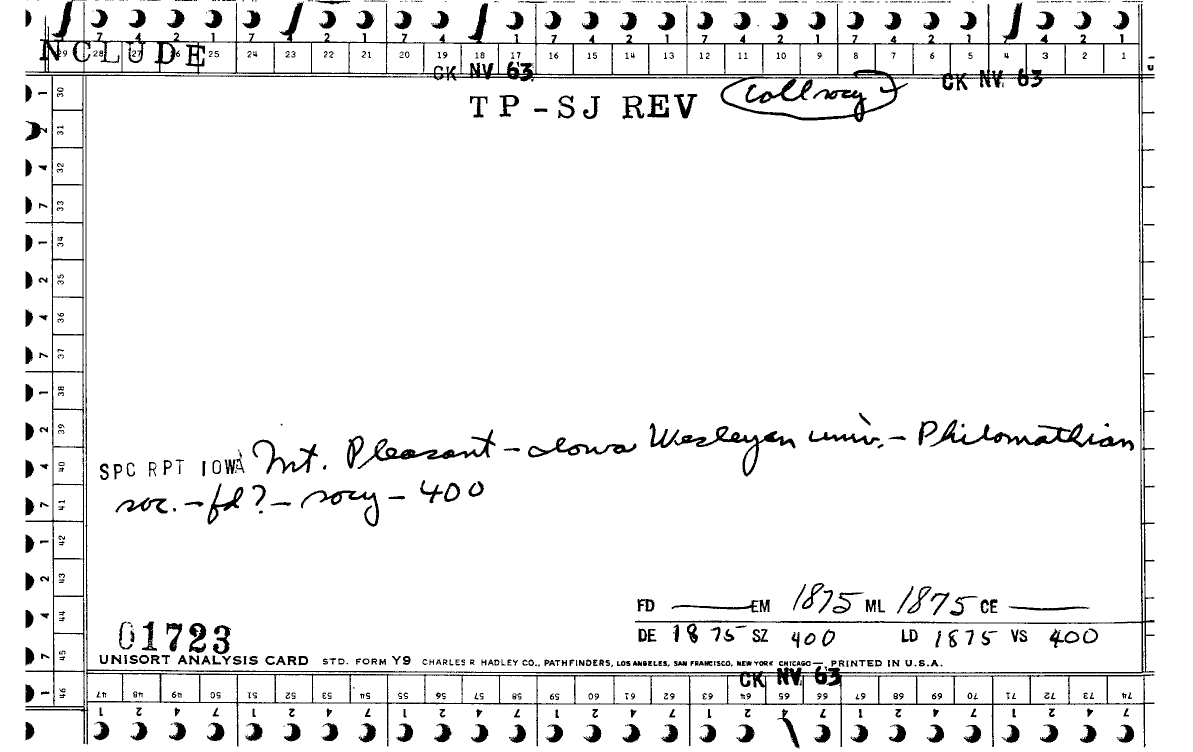 7 4 2 1 7 4 2 1 7 4 2 1 7 4 2 1 7 4 2 1 7 4 2 1 7 4 2 1
29 28 27 26 25 24 23 22 21 20 19 18 17 16 15 14 13 12 11 10 9 8 7 6 5 4 3 2 1
NCLUDE
CK NV 63 CK NV 63
TP-SJ REV Coll socy
1 30
2 31
4 32
7 33
1 34
2 35
4 36
7 37
1 38
2 39
4 40
7 41
1 42
2 43
4 44
7 45
1 46
SPC RPT IOWA Mt. Pleasant - Iowa Wesleyan univ. - Philomathian
soc. - fd? - socy - 400
FD — EM 1875 ML 1875 CE —
DE 1875 SZ 400 LD 1875 VS 400
01723
UNISORT ANALYSIS CARD STD. FORM Y9 CHARLES R HADLEY CO., PATHFINDERS, LOS ANGELES, SAN FRANCISCO, NEW YORK CHICAGO — PRINTED IN U.S.A.
CK NV 63
47 48 49 50 51 52 53 54 55 56 57 58 59 60 61 62 63 64 65 66 67 68 69 70 71 72 73 74
1 2 4 7 1 2 4 7 1 2 4 7 1 2 4 7 1 2 4 7 1 2 4 7 1 2 4 7